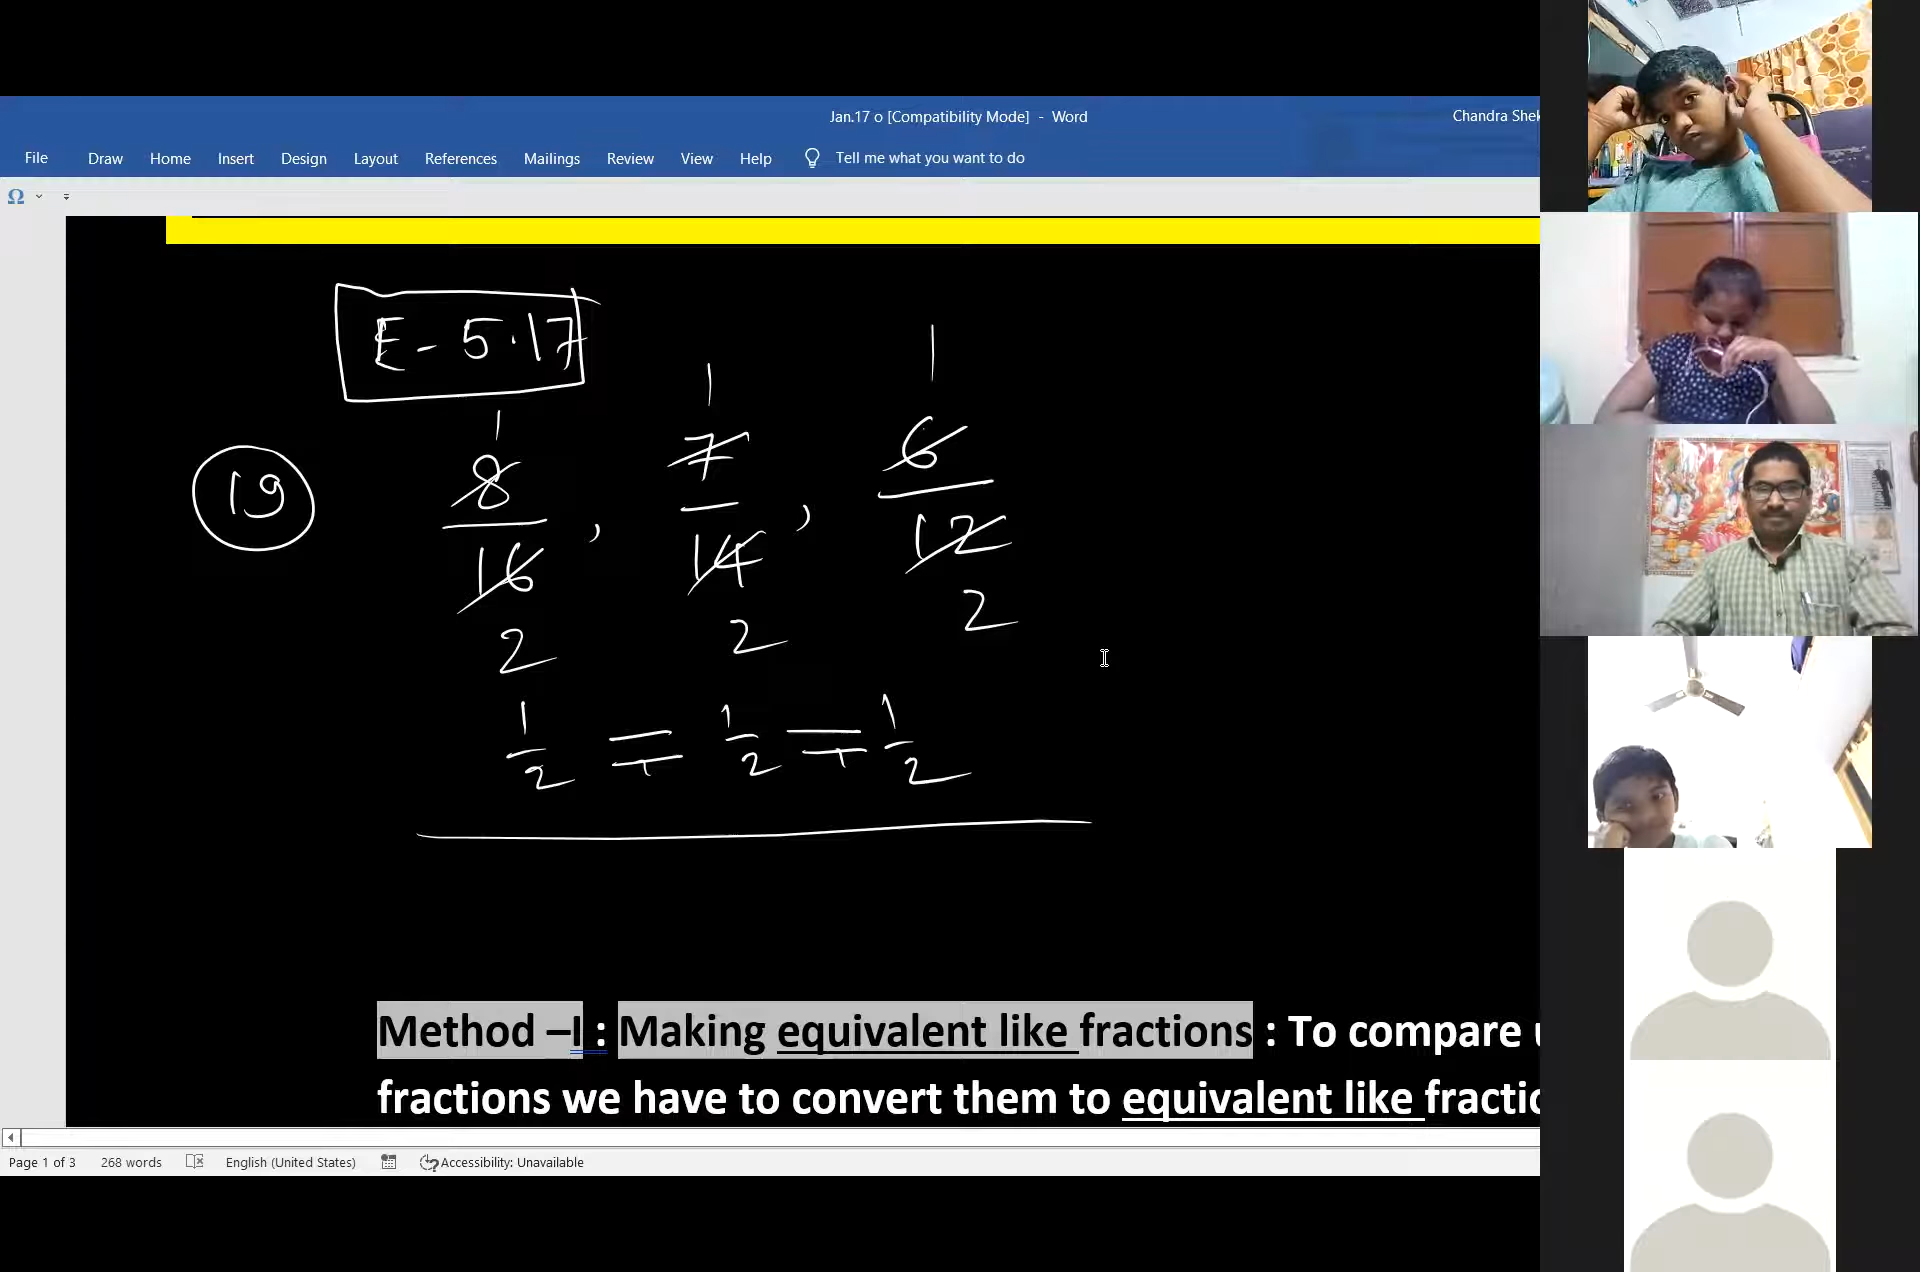 Jan.17 o [Compatibility Mode] - Word
Chandra Shek
File Draw Home Insert Design Layout References Mailings Review View Help Tell me what you want to do
Ω
E - 5.17
1 1 1
19 8/16 , 7/14 , 6/12
2 2 2
1/2 = 1/2 = 1/2
Method –I : Making equivalent like fractions : To compare
fractions we have to convert them to equivalent like fractio
Page 1 of 3 268 words English (United States) Accessibility: Unavailable